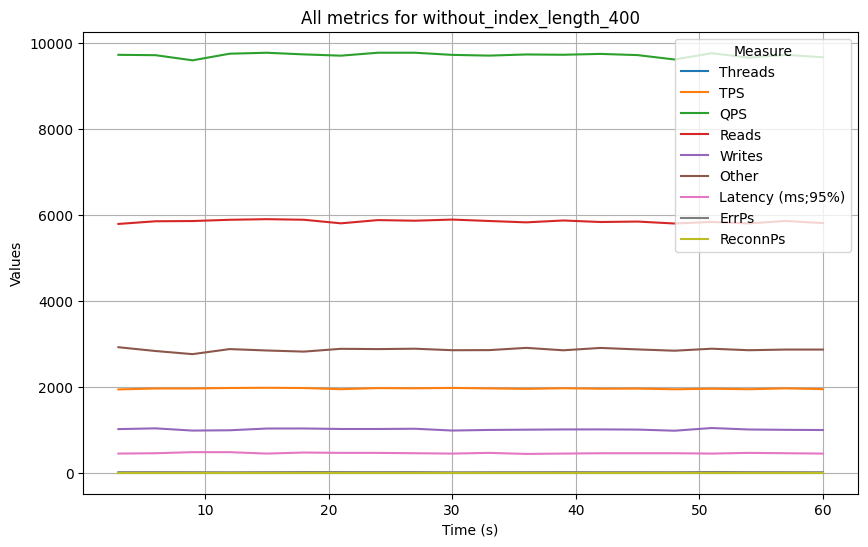 All metrics for without_index_length_400
Measure
Threads
TPS
QPS
Reads
Writes
Other
Latency (ms;95%)
ErrPs
ReconnPs
Values
10000
8000
6000
4000
2000
0
10 20 30 40 50 60
Time (s)